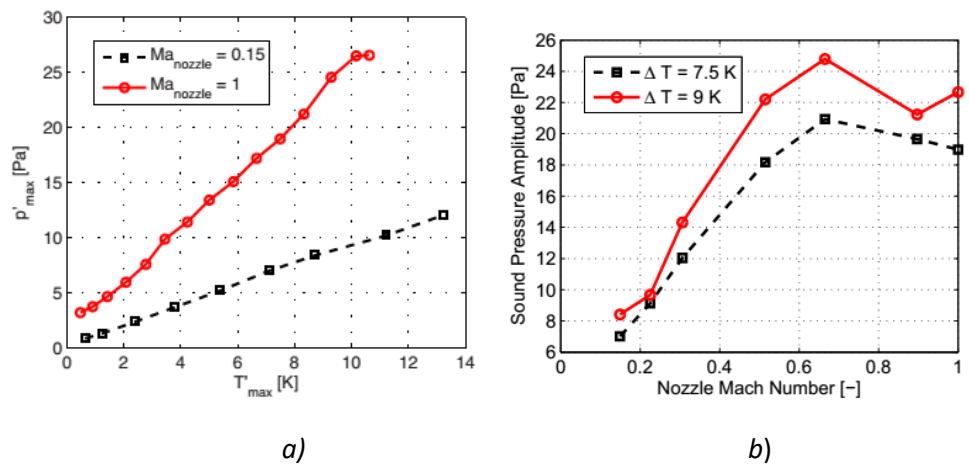 30
25
20
15
10
5
0
p'max [Pa]
Manozzle = 0.15
Manozzle = 1
0 2 4 6 8 10 12 14
T'max [K]
a)
26
24
22
20
18
16
14
12
10
8
6
Sound Pressure Amplitude [Pa]
Δ T = 7.5 K
Δ T = 9 K
0 0.2 0.4 0.6 0.8 1
Nozzle Mach Number [–]
b)